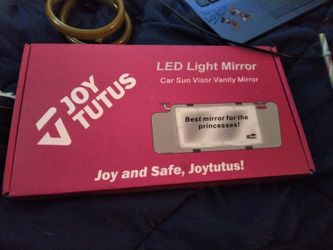 JOY
TUTUS
LED Light Mirror
Car Sun Visor Vanity Mirror
Best mirror for the
princesses!
Joy and Safe, Joytutus!